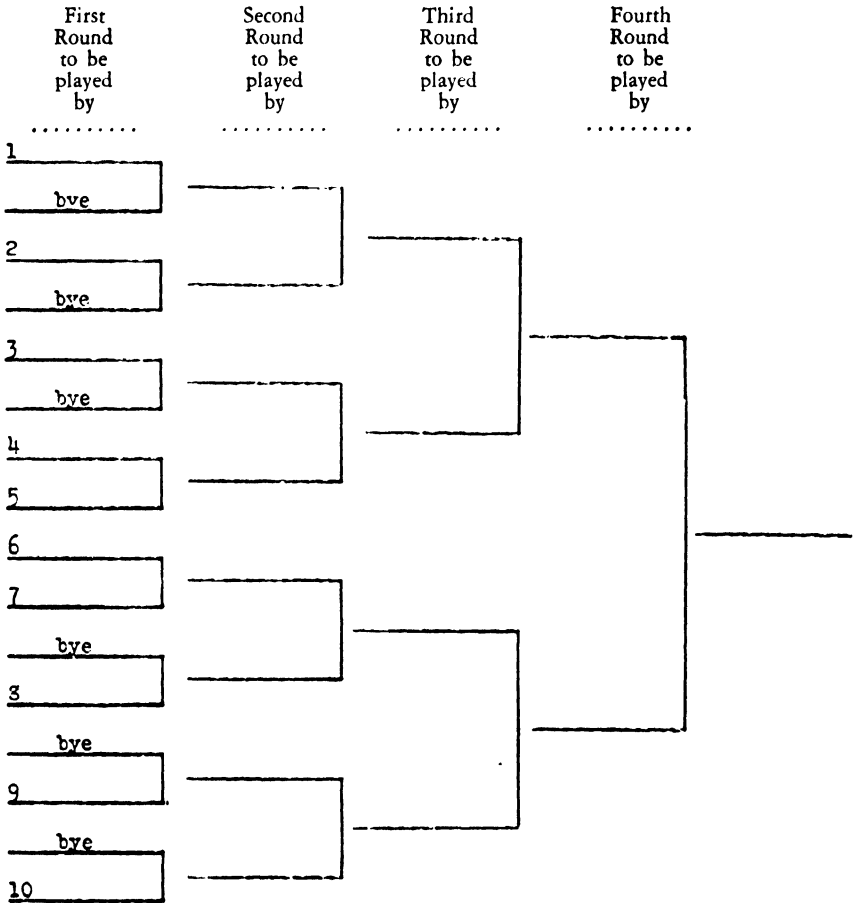 First
Round
to be
played
by
..........
Second
Round
to be
played
by
..........
Third
Round
to be
played
by
..........
Fourth
Round
to be
played
by
..........
1
bye
2
bye
3
bye
4
5
6
7
bye
8
bye
9
bye
10